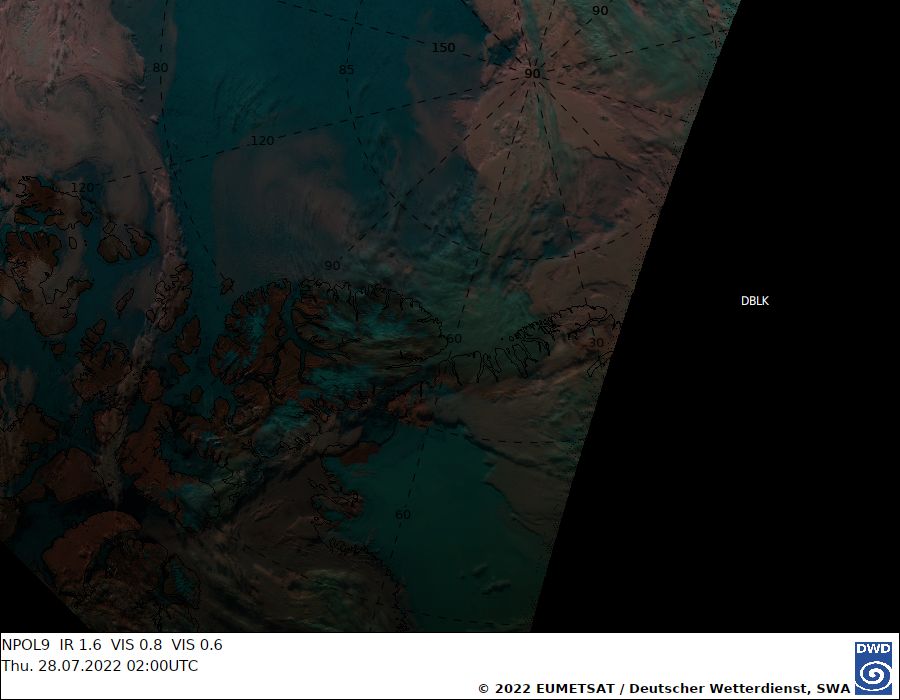 90
150
80
85
90
120
120
90
60
30
60
DBLK
NPOL9 IR 1.6 VIS 0.8 VIS 0.6
Thu. 28.07.2022 02:00UTC
DWD
© 2022 EUMETSAT / Deutscher Wetterdienst, SWA